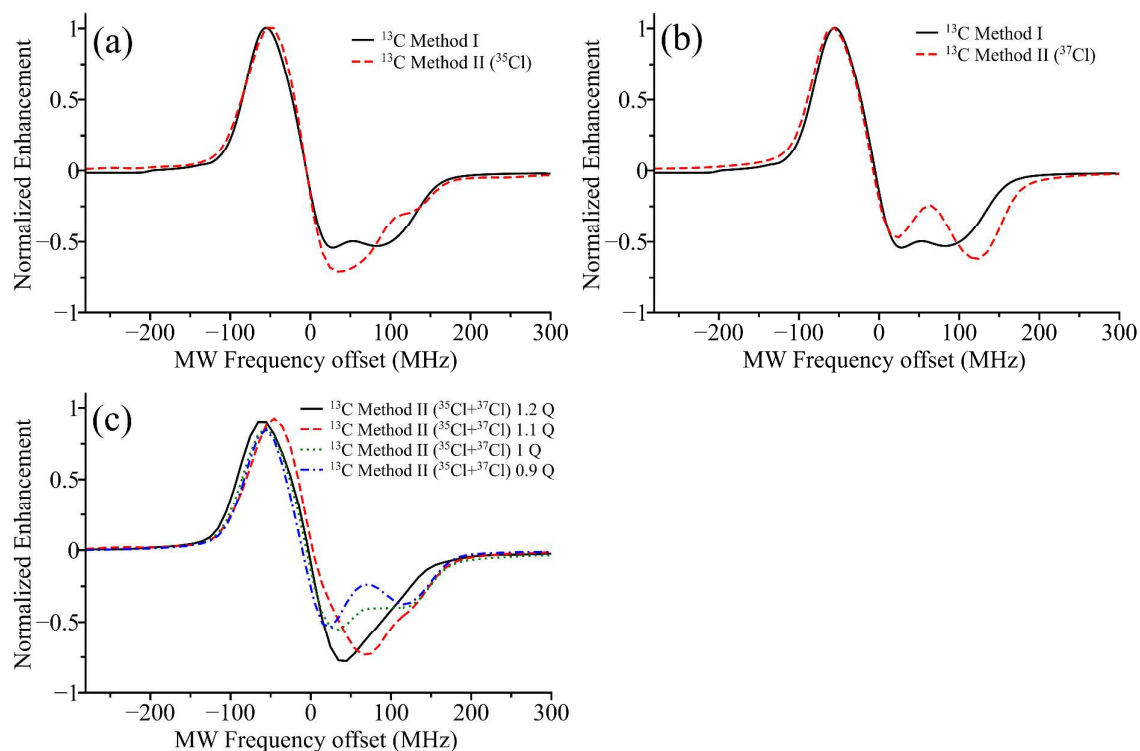 (a)
¹³C Method I
¹³C Method II (³⁵Cl)
Normalized Enhancement
1
0.5
0
−0.5
−1
−200 −100 0 100 200 300
MW Frequency offset (MHz)
(b)
¹³C Method I
¹³C Method II (³⁷Cl)
Normalized Enhancement
1
0.5
0
−0.5
−1
−200 −100 0 100 200 300
MW Frequency offset (MHz)
(c)
¹³C Method II (³⁵Cl+³⁷Cl) 1.2 Q
¹³C Method II (³⁵Cl+³⁷Cl) 1.1 Q
¹³C Method II (³⁵Cl+³⁷Cl) 1 Q
¹³C Method II (³⁵Cl+³⁷Cl) 0.9 Q
Normalized Enhancement
1
0.5
0
−0.5
−1
−200 −100 0 100 200 300
MW Frequency offset (MHz)